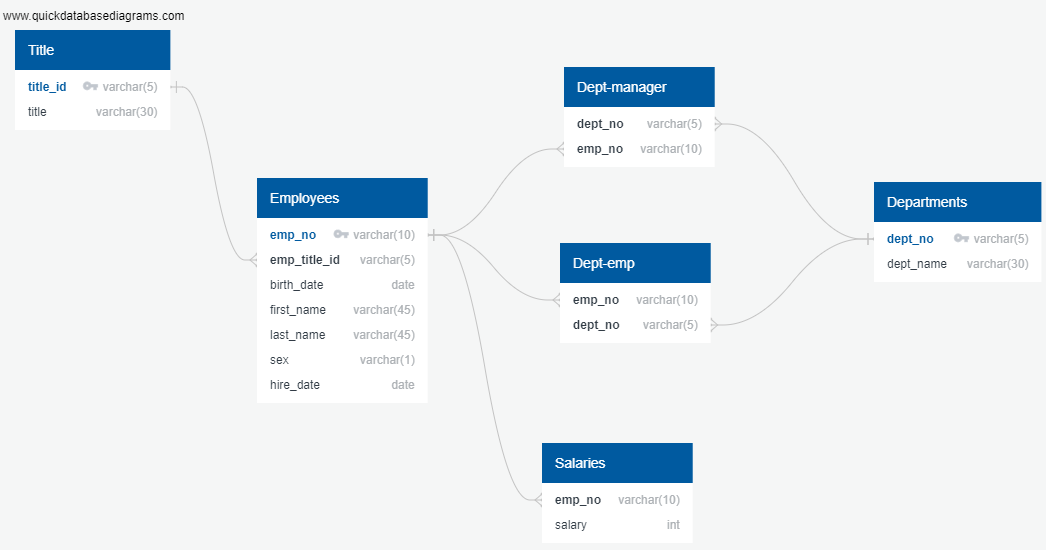 www.quickdatabasediagrams.com
Title
title_id varchar(5)
title varchar(30)
Employees
emp_no varchar(10)
emp_title_id varchar(5)
birth_date date
first_name varchar(45)
last_name varchar(45)
sex varchar(1)
hire_date date
Dept-manager
dept_no varchar(5)
emp_no varchar(10)
Dept-emp
emp_no varchar(10)
dept_no varchar(5)
Salaries
emp_no varchar(10)
salary int
Departments
dept_no varchar(5)
dept_name varchar(30)